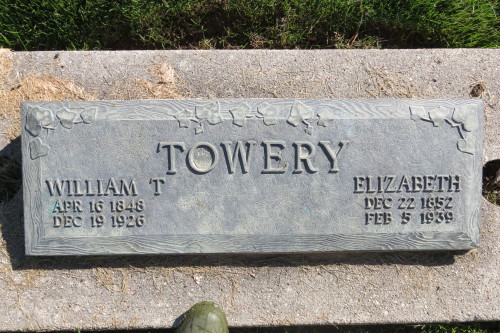 TOWERY
WILLIAM T
APR 16 1848
DEC 19 1926
ELIZABETH
DEC 22 1852
FEB 5 1939